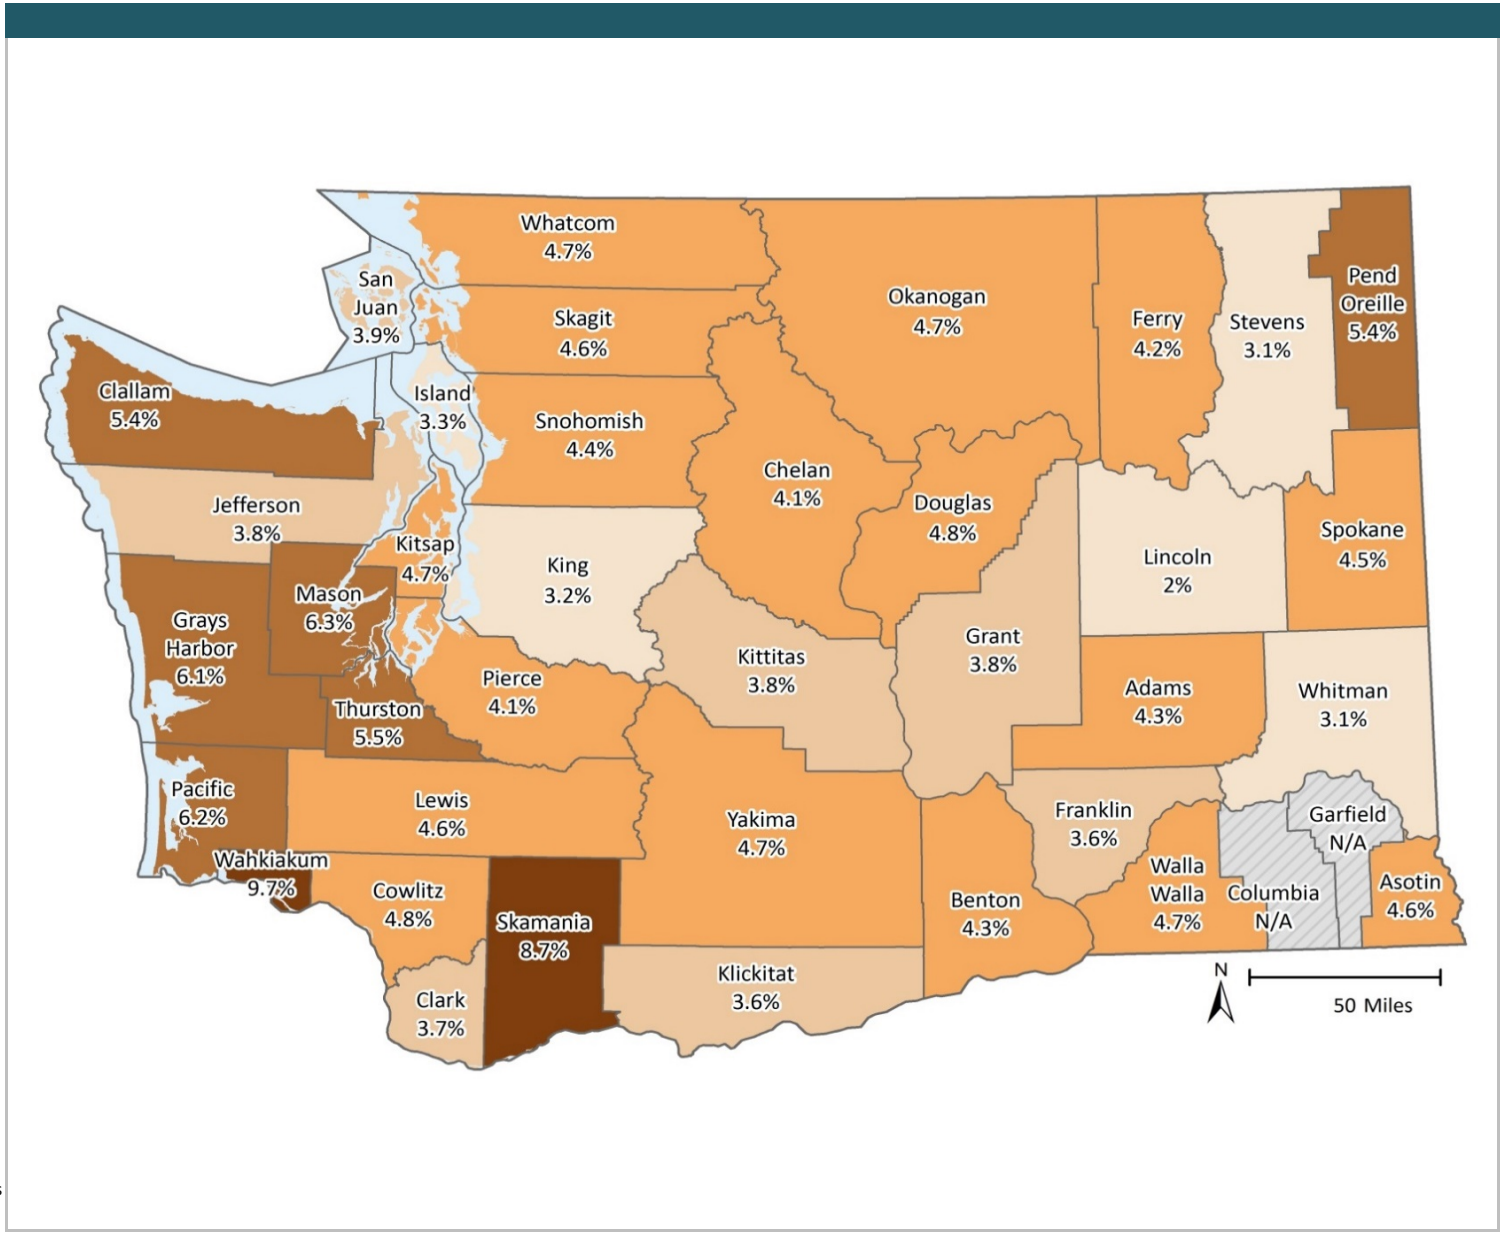 Whatcom
4.7%
San
Juan
3.9%
Skagit
4.6%
Okanogan
4.7%
Ferry
4.2%
Stevens
3.1%
Pend
Oreille
5.4%
Clallam
5.4%
Island
3.3%
Snohomish
4.4%
Chelan
4.1%
Douglas
4.8%
Jefferson
3.8%
Kitsap
4.7%
King
3.2%
Lincoln
2%
Spokane
4.5%
Mason
6.3%
Grays
Harbor
6.1%
Kittitas
3.8%
Grant
3.8%
Pierce
4.1%
Adams
4.3%
Whitman
3.1%
Thurston
5.5%
Pacific
6.2%
Lewis
4.6%
Yakima
4.7%
Franklin
3.6%
Garfield
N/A
Wahkiakum
9.7%
Cowlitz
4.8%
Skamania
8.7%
Benton
4.3%
Walla
Walla
4.7%
Columbia
N/A
Asotin
4.6%
Clark
3.7%
Klickitat
3.6%
N
50 Miles